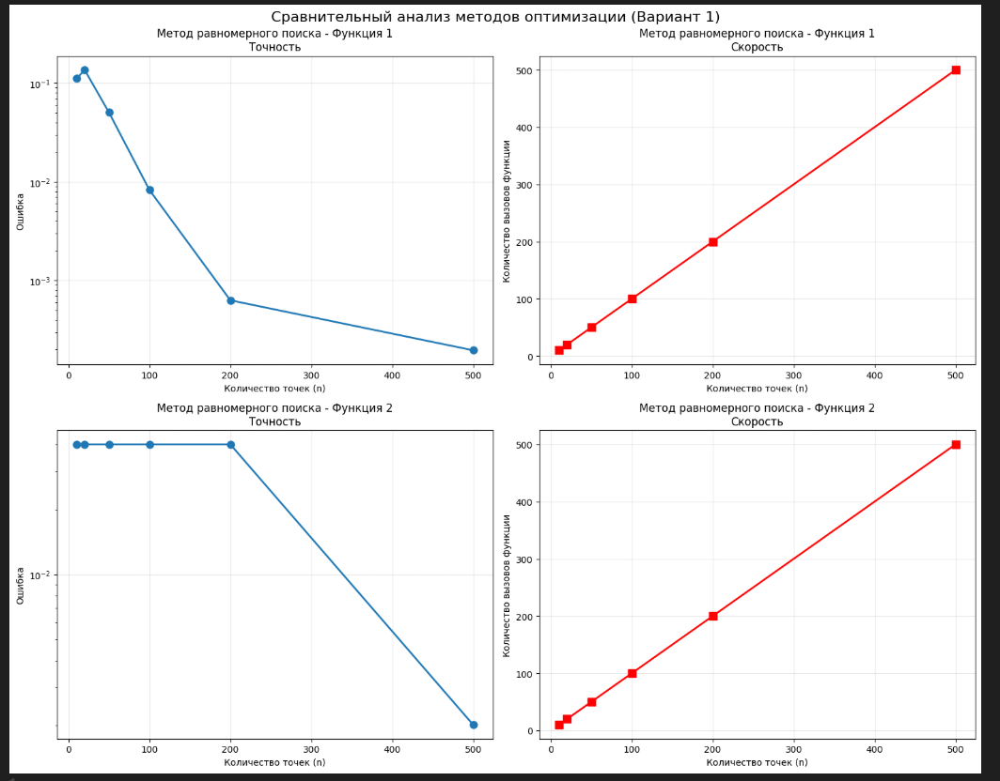 Сравнительный анализ методов оптимизации (Вариант 1)
Метод равномерного поиска - Функция 1
Точность
10⁻¹
10⁻²
10⁻³
Ошибка
0 100 200 300 400 500
Количество точек (n)
Метод равномерного поиска - Функция 1
Скорость
500
400
300
200
100
0
Количество вызовов функции
0 100 200 300 400 500
Количество точек (n)
Метод равномерного поиска - Функция 2
Точность
10⁻²
Ошибка
0 100 200 300 400 500
Количество точек (n)
Метод равномерного поиска - Функция 2
Скорость
500
400
300
200
100
0
Количество вызовов функции
0 100 200 300 400 500
Количество точек (n)